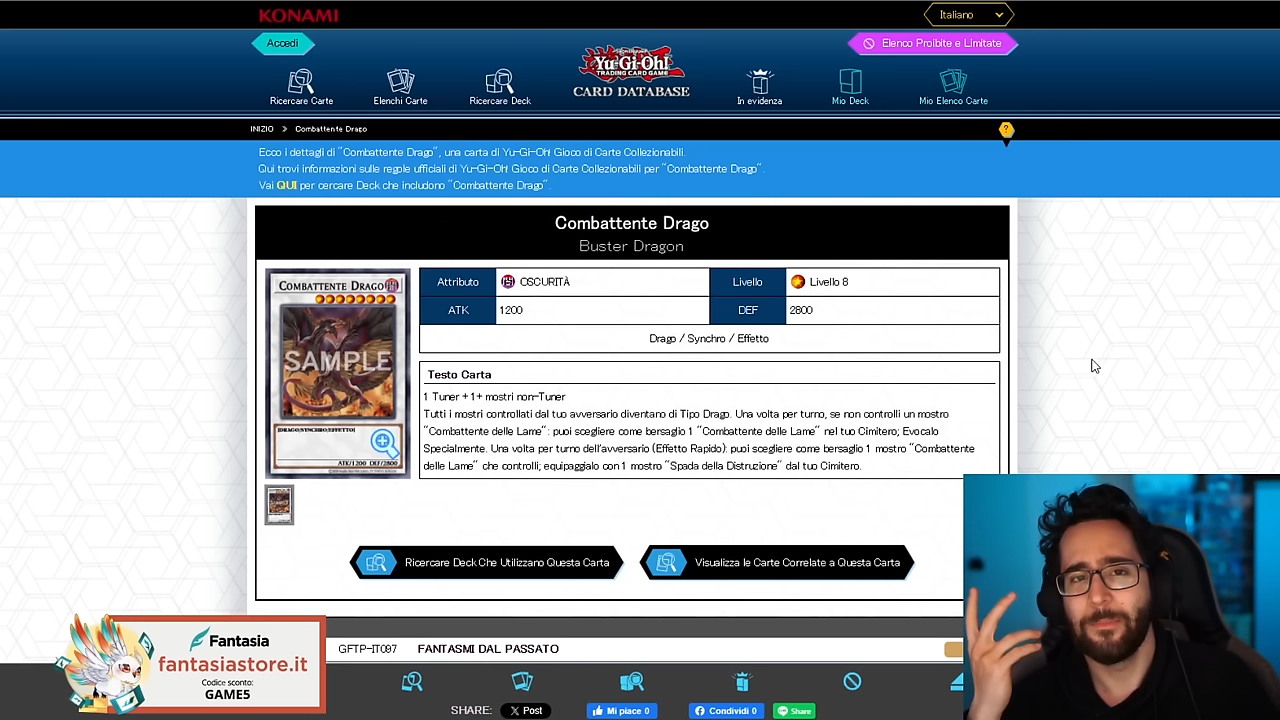 KONAMI
Italiano
Accedi
Elenco Proibite e Limitate
Yu-Gi-Oh!
TRADING CARD GAME
CARD DATABASE
Ricercare Carte
Elenchi Carte
Ricercare Deck
In evidenza
Mio Deck
Mio Elenco Carte
INIZIO » Combattente Drago
?
Ecco i dettagli di "Combattente Drago", una carta di Yu-Gi-Oh! Gioco di Carte Collezionabili.
Qui trovi informazioni sulle regole ufficiali di Yu-Gi-Oh! Gioco di Carte Collezionabili per "Combattente Drago".
Vai QUI per cercare Deck che includono "Combattente Drago".
Combattente Drago
Buster Dragon
COMBATTENTE DRAGO
SAMPLE
[DRAGO/SYNCHRO/EFFETTO]
ATK/1200 DEF/2800
Attributo
OSCURITÀ
Livello
Livello 8
ATK
1200
DEF
2800
Drago / Synchro / Effetto
Testo Carta
1 Tuner + 1+ mostri non-Tuner
Tutti i mostri controllati dal tuo avversario diventano di Tipo Drago. Una volta per turno, se non controlli un mostro
"Combattente delle Lame": puoi scegliere come bersaglio 1 "Combattente delle Lame" nel tuo Cimitero; Evocalo
Specialmente. Una volta per turno dell'avversario (Effetto Rapido): puoi scegliere come bersaglio 1 mostro "Combattente
delle Lame" che controlli; equipaggialo con 1 mostro "Spada della Distruzione" dal tuo Cimitero.
Ricercare Deck Che Utilizzano Questa Carta
Visualizza le Carte Correlate a Questa Carta
GFTP-IT097
FANTASMI DAL PASSATO
Fantasia
fantasiastore.it
Codice sconto:
GAME5
SHARE:
Post
Mi piace 0
Condividi 0
Share